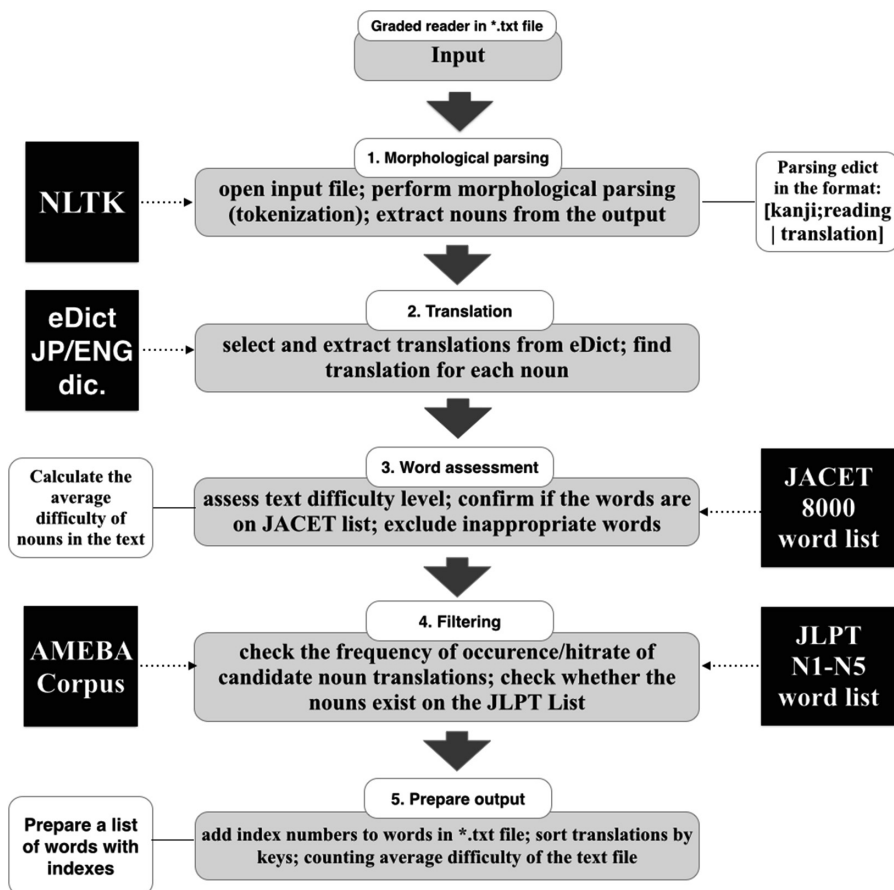 Graded reader in *.txt file
Input
1. Morphological parsing
NLTK
open input file; perform morphological parsing
(tokenization); extract nouns from the output
Parsing edict
in the format:
[kanji;reading
| translation]
2. Translation
eDict
JP/ENG
dic.
select and extract translations from eDict; find
translation for each noun
3. Word assessment
Calculate the
average
difficulty of
nouns in the text
assess text difficulty level; confirm if the words are
on JACET list; exclude inappropriate words
JACET
8000
word list
4. Filtering
AMEBA
Corpus
check the frequency of occurence/hitrate of
candidate noun translations; check whether the
nouns exist on the JLPT List
JLPT
N1-N5
word list
5. Prepare output
Prepare a list
of words with
indexes
add index numbers to words in *.txt file; sort translations by
keys; counting average difficulty of the text file